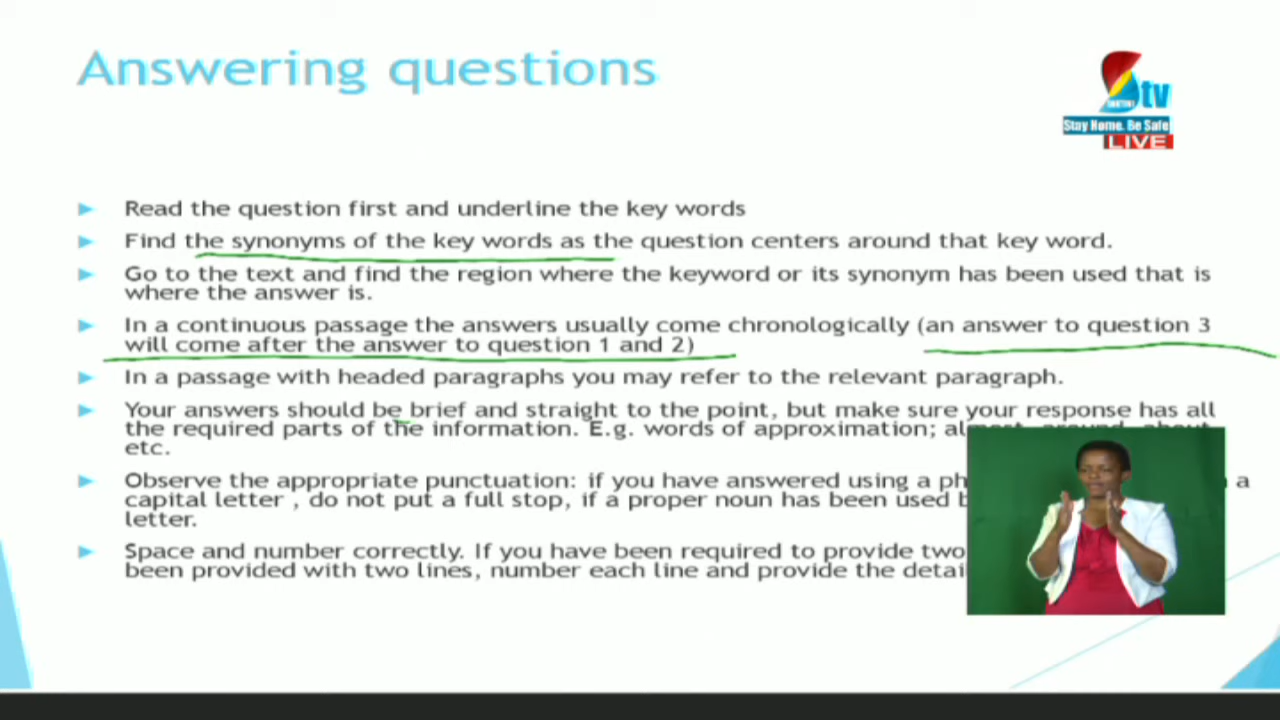 Answering questions
tv
Stay Home. Be Safe
LIVE
Read the question first and underline the key words
Find the synonyms of the key words as the question centers around that key word.
Go to the text and find the region where the keyword or its synonym has been used that is
where the answer is.
In a continuous passage the answers usually come chronologically (an answer to question 3
will come after the answer to question 1 and 2)
In a passage with headed paragraphs you may refer to the relevant paragraph.
Your answers should be brief and straight to the point, but make sure your response has all
the required parts of the information. E.g. words of approximation; almost, around, about
etc.
Observe the appropriate punctuation: if you have answered using a a
capital letter , do not put a full stop, if a proper noun has been used
letter.
Space and number correctly. If you have been required to provide two
been provided with two lines, number each line and provide the